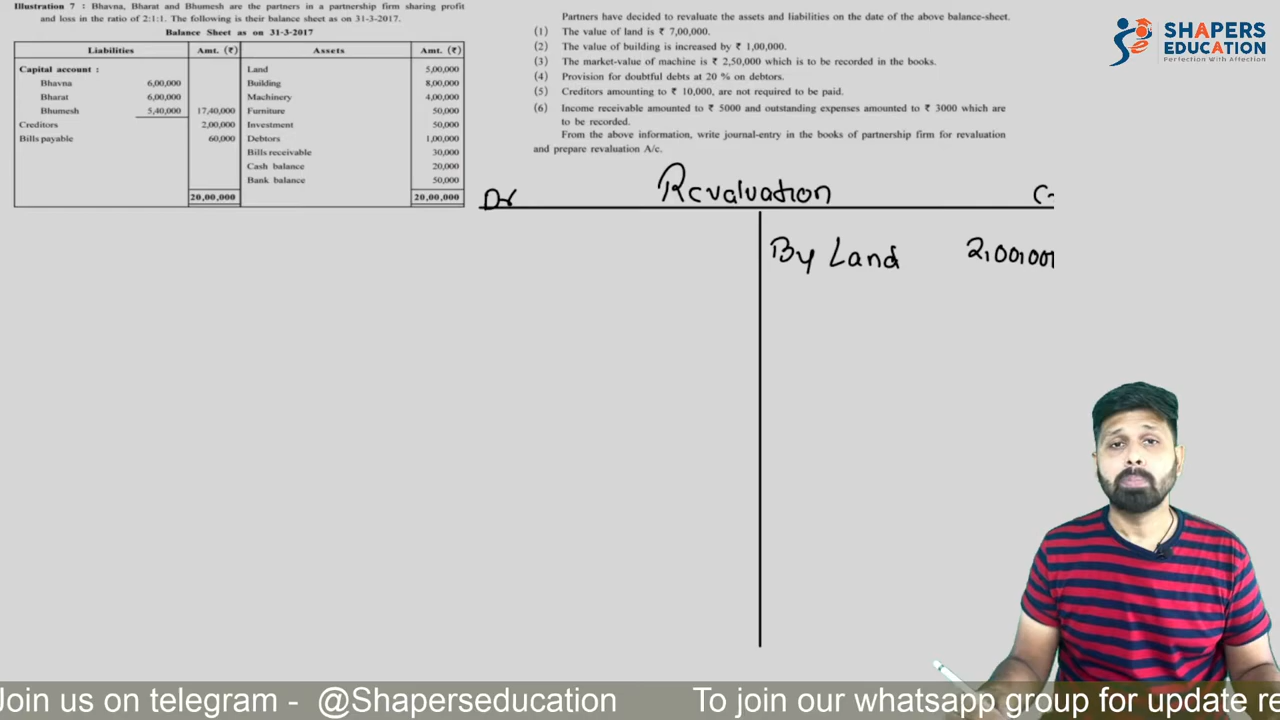 Illustration 7 : Bhavna, Bharat and Bhumesh are the partners in a partnership firm sharing profit
and loss in the ratio of 2:1:1. The following is their balance sheet as on 31-3-2017.
Balance Sheet as on 31-3-2017
Liabilities Amt. (₹) Assets Amt. (₹)
Capital account : Land 5,00,000
Bhavna 6,00,000 Building 8,00,000
Bharat 6,00,000 Machinery 4,00,000
Bhumesh 5,40,000 17,40,000 Furniture 50,000
Creditors 2,00,000 Investment 50,000
Bills payable 60,000 Debtors 1,00,000
Bills receivable 30,000
Cash balance 20,000
Bank balance 50,000
20,00,000 20,00,000
Partners have decided to revaluate the assets and liabilities on the date of the above balance-sheet.
(1) The value of land is ₹ 7,00,000.
(2) The value of building is increased by ₹ 1,00,000.
(3) The market-value of machine is ₹ 2,50,000 which is to be recorded in the books.
(4) Provision for doubtful debts at 20 % on debtors.
(5) Creditors amounting to ₹ 10,000, are not required to be paid.
(6) Income receivable amounted to ₹ 5000 and outstanding expenses amounted to ₹ 3000 which are
to be recorded.
From the above information, write journal-entry in the books of partnership firm for revaluation
and prepare revaluation A/c.
SHAPERS
EDUCATION
Perfection With Affection
Dr Revaluation
By Land 2,00,000
Join us on telegram - @Shaperseducation To join our whatsapp group for update re